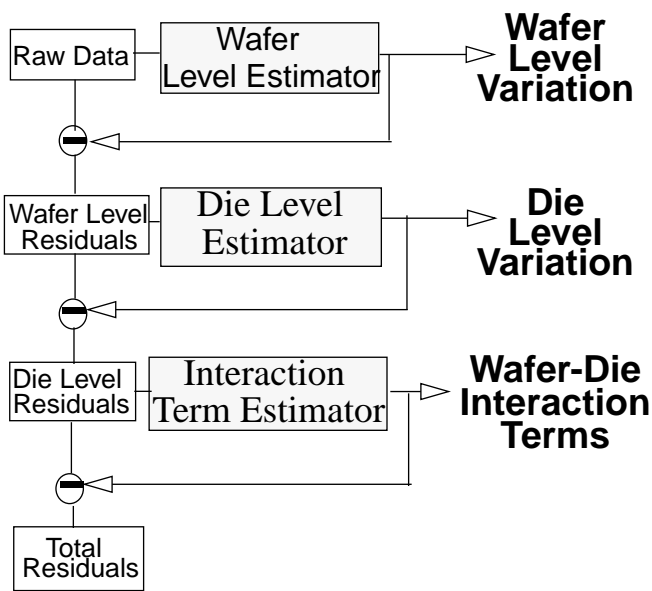 Raw Data
Wafer
Level Estimator
Wafer
Level
Variation
Wafer Level
Residuals
Die Level
Estimator
Die
Level
Variation
Die Level
Residuals
Interaction
Term Estimator
Wafer-Die
Interaction
Terms
Total
Residuals